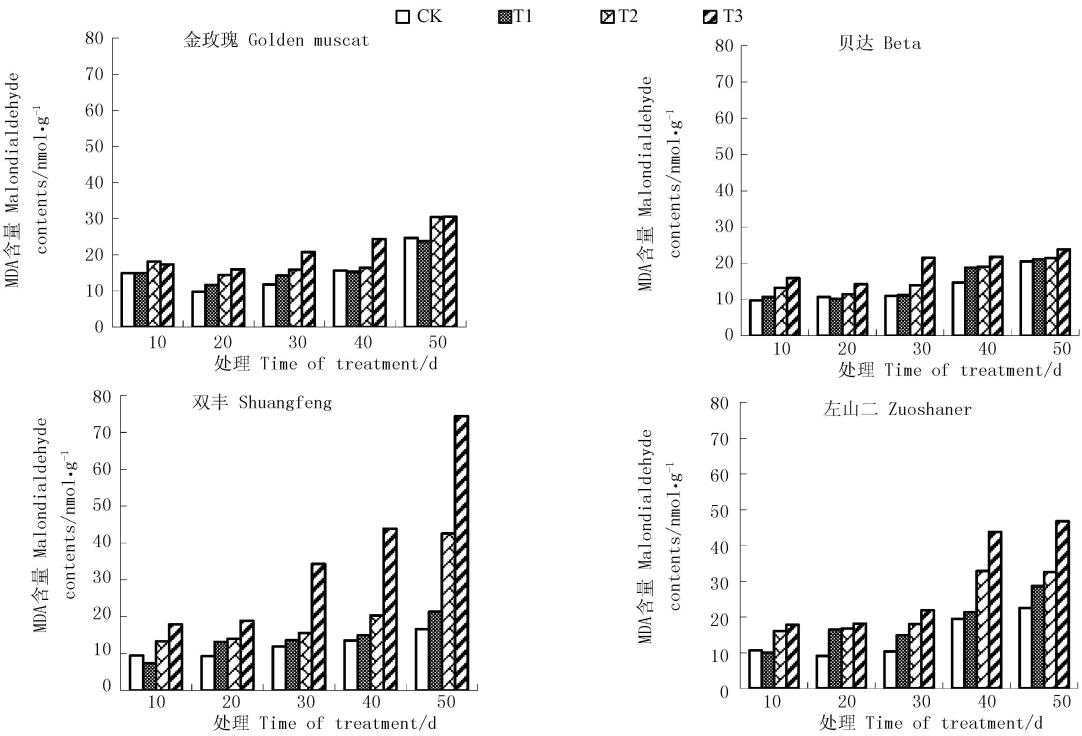 CK T1 T2 T3
金玫瑰 Golden muscat
MDA含量 Malondialdehyde
contents/nmol•g⁻¹
80
70
60
50
40
30
20
10
0
10 20 30 40 50
处理 Time of treatment/d
贝达 Beta
MDA含量 Malondialdehyde
contents/nmol•g⁻¹
80
70
60
50
40
30
20
10
0
10 20 30 40 50
处理 Time of treatment/d
双丰 Shuangfeng
MDA含量 Malondialdehyde
contents/nmol•g⁻¹
80
70
60
50
40
30
20
10
0
10 20 30 40 50
处理 Time of treatment/d
左山二 Zuoshaner
MDA含量 Malondialdehyde
contents/nmol•g⁻¹
80
70
60
50
40
30
20
10
0
10 20 30 40 50
处理 Time of treatment/d